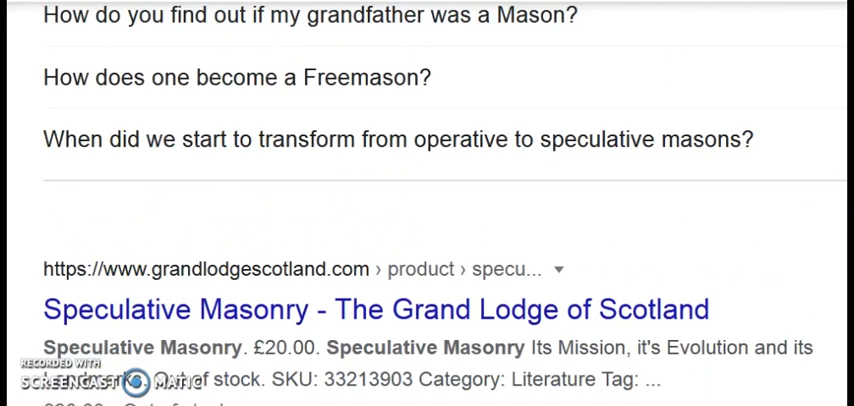 How do you find out if my grandfather was a Mason?
How does one become a Freemason?
When did we start to transform from operative to speculative masons?
https://www.grandlodgescotland.com › product › specu...
Speculative Masonry - The Grand Lodge of Scotland
Speculative Masonry. £20.00. Speculative Masonry Its Mission, it's Evolution and its
Landmarks. Out of stock. SKU: 33213903 Category: Literature Tag: ...
RECORDED WITH
SCREENCAST MATIC